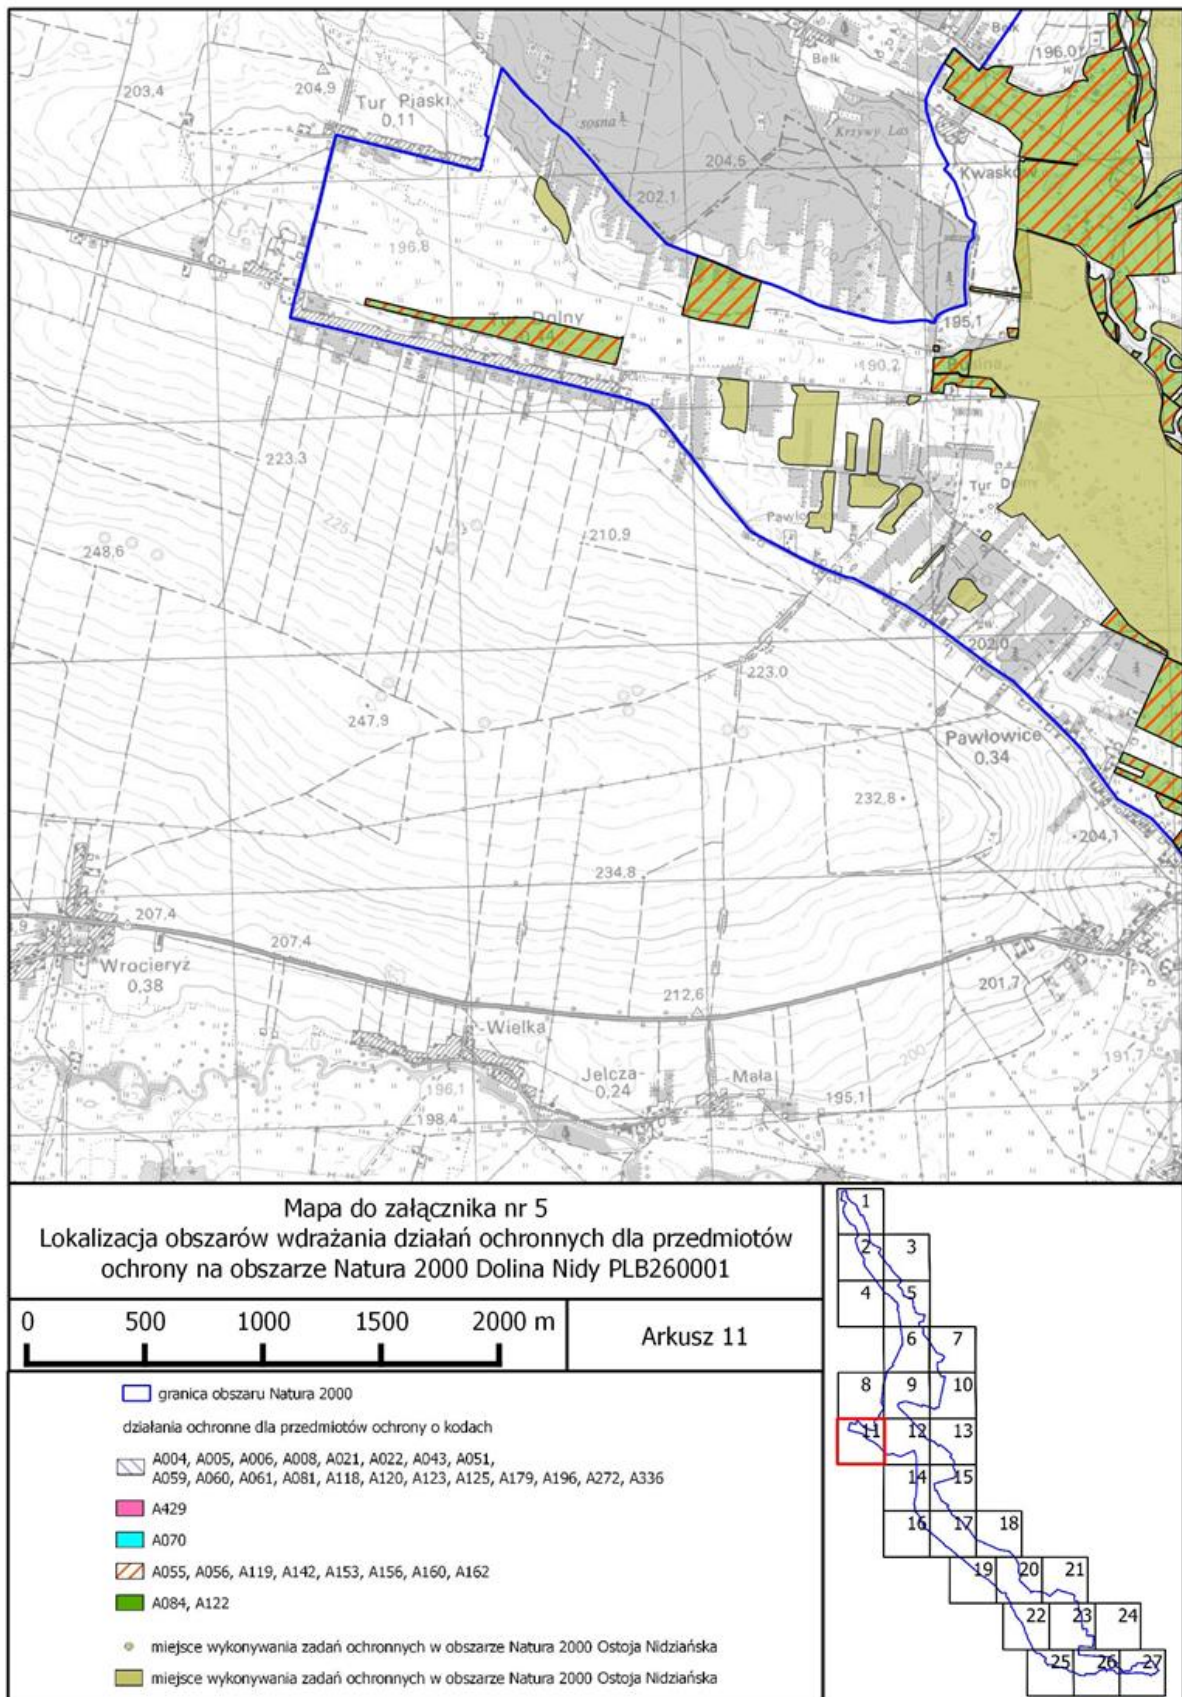 Bełk
Bełk
196.0
W
204,9
203,4
Tur Piaski
0.11
sosna
Krzywy Las
204,5
Kwasków
202,1
196,8
195,1
Tur Dolny
190,2
223.3
Tur Dolny
225
210,9
248,6
202,0
223.0
247,9
Pawłowice
0.34
232,8
204,1
234.8
207.4
207.4
Wrocieryż
0.38
212,6
201,7
Wielka
200
191,7
Jelcza
0.24
Mała
196,1
195,1
198,4
Mapa do załącznika nr 5
Lokalizacja obszarów wdrażania działań ochronnych dla przedmiotów
ochrony na obszarze Natura 2000 Dolina Nidy PLB260001
0 500 1000 1500 2000 m
Arkusz 11
granica obszaru Natura 2000
działania ochronne dla przedmiotów ochrony o kodach
A004, A005, A006, A008, A021, A022, A043, A051,
A059, A060, A061, A081, A118, A120, A123, A125, A179, A196, A272, A336
A429
A070
A055, A056, A119, A142, A153, A156, A160, A162
A084, A122
miejsce wykonywania zadań ochronnych w obszarze Natura 2000 Ostoja Nidziańska
miejsce wykonywania zadań ochronnych w obszarze Natura 2000 Ostoja Nidziańska
1
2 3
4 5
6 7
8 9 10
11 12 13
14 15
16 17 18
19 20 21
22 23 24
25 26 27